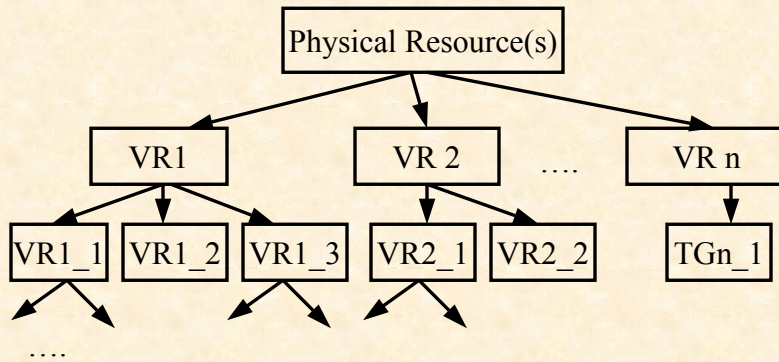 Physical Resource(s)
VR1 VR 2 .... VR n
VR1_1 VR1_2 VR1_3 VR2_1 VR2_2 TGn_1
....